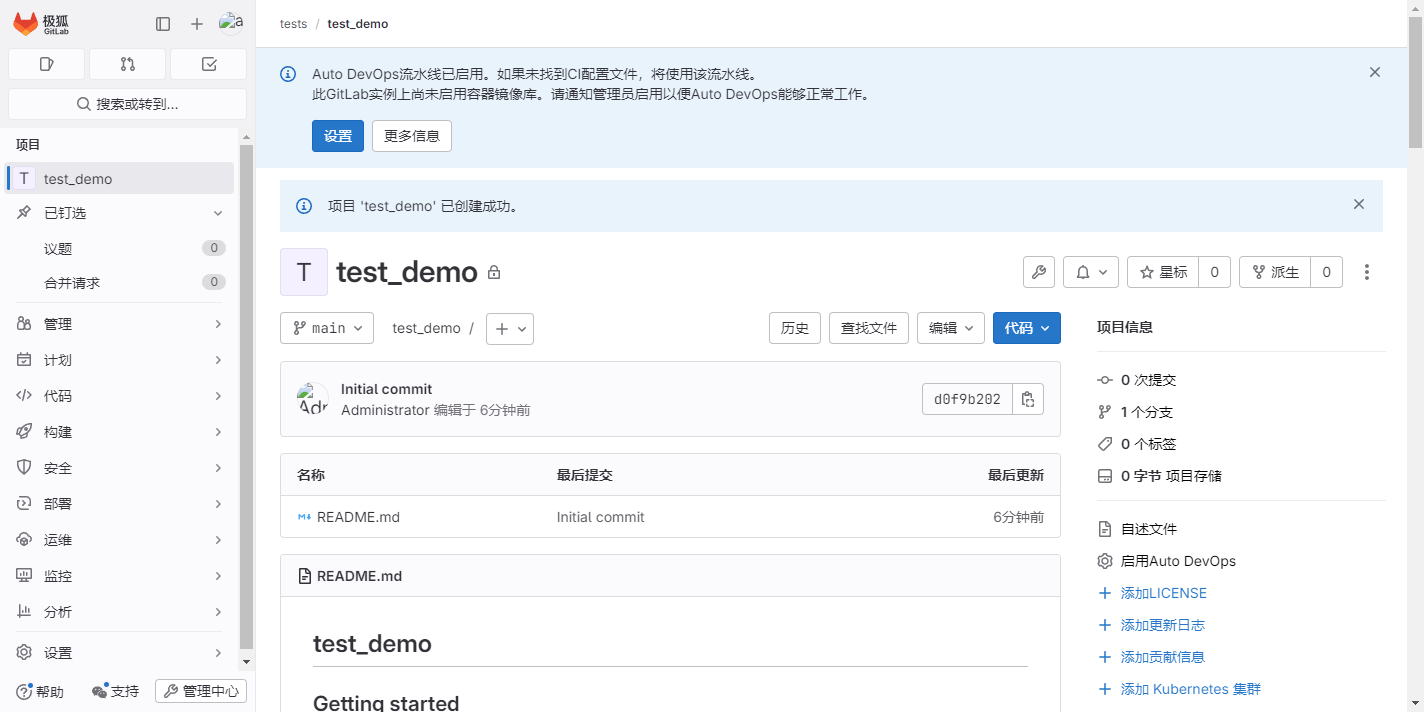 极狐
GitLab
a
搜索或转到...
项目
T test_demo
已钉选
议题 0
合并请求 0
管理
计划
代码
构建
安全
部署
运维
监控
分析
设置
帮助 支持 管理中心
tests / test_demo
Auto DevOps流水线已启用。如果未找到CI配置文件，将使用该流水线。
此GitLab实例上尚未启用容器镜像库。请通知管理员启用以便Auto DevOps能够正常工作。
设置 更多信息
项目 'test_demo' 已创建成功。
T test_demo
星标 0 派生 0
main test_demo / 历史 查找文件 编辑 代码
Initial commit
Administrator 编辑于 6分钟前
d0f9b202
名称 最后提交 最后更新
README.md Initial commit 6分钟前
README.md
test_demo
Getting started
项目信息
0 次提交
1 个分支
0 个标签
0 字节 项目存储
自述文件
启用Auto DevOps
添加LICENSE
添加更新日志
添加贡献信息
添加 Kubernetes 集群